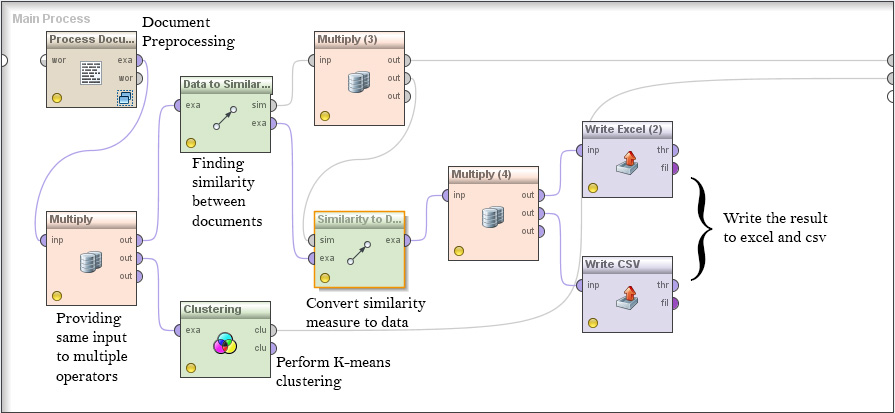 Main Process
Document
Preprocessing
Process Docu...
wor
exa
wor
Data to Similar...
exa
sim
exa
Finding
similarity
between
documents
Multiply (3)
inp
out
out
out
Multiply
inp
out
out
out
Providing
same input
to multiple
operators
Similarity to D...
sim
exa
exa
Convert similarity
measure to data
Clustering
exa
clu
clu
Perform K-means
clustering
Multiply (4)
inp
out
out
out
Write Excel (2)
inp
thr
fil
Write CSV
inp
thr
fil
Write the result
to excel and csv